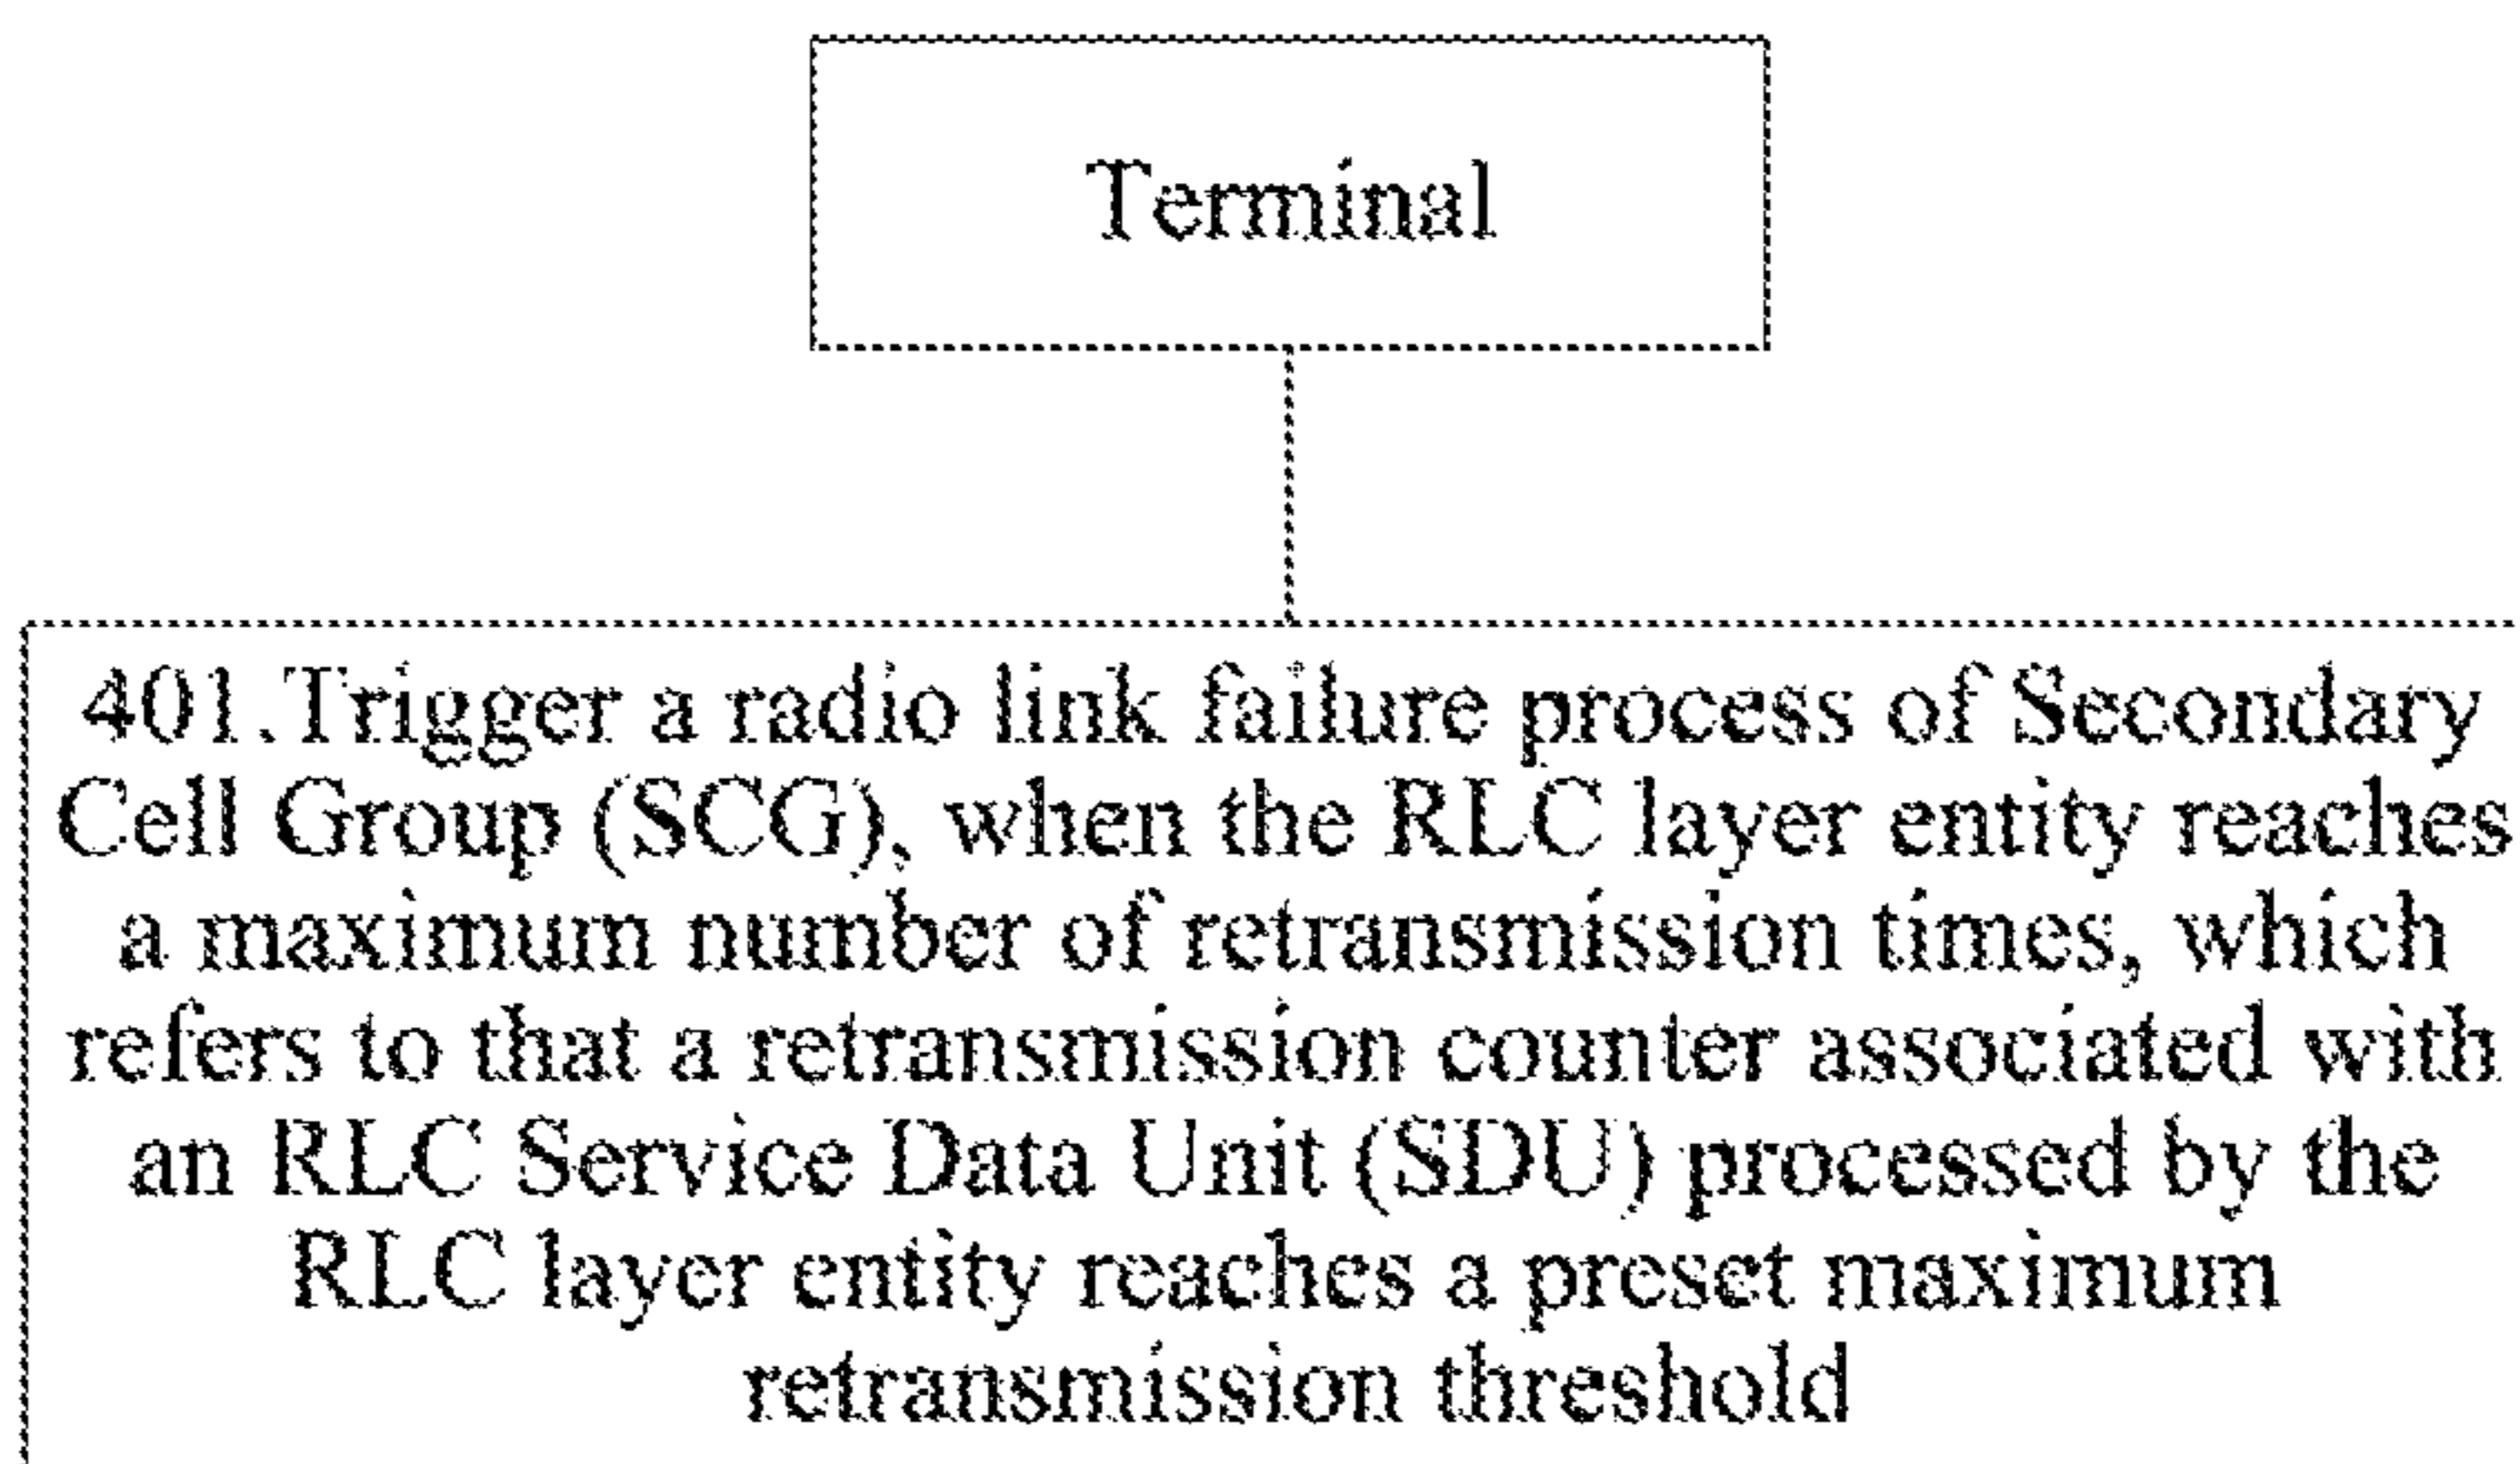 Terminal
401.Trigger a radio link failure process of Secondary
Cell Group (SCG), when the RLC layer entity reaches
a maximum number of retransmission times, which
refers to that a retransmission counter associated with
an RLC Service Data Unit (SDU) processed by the
RLC layer entity reaches a preset maximum
retransmission threshold